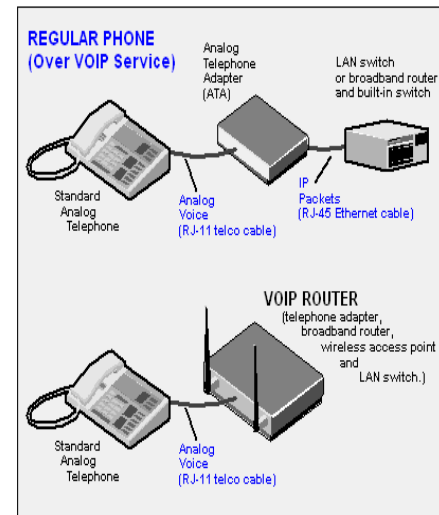 REGULAR PHONE
(Over VOIP Service)
Analog
Telephone
Adapter
(ATA)
LAN switch
or broadband router
and built-in switch
Standard
Analog
Telephone
Analog
Voice
(RJ-11 telco cable)
IP
Packets
(RJ-45 Ethernet cable)
VOIP ROUTER
(telephone adapter,
broadband router,
wireless access point
and
LAN switch.)
Standard
Analog
Telephone
Analog
Voice
(RJ-11 telco cable)